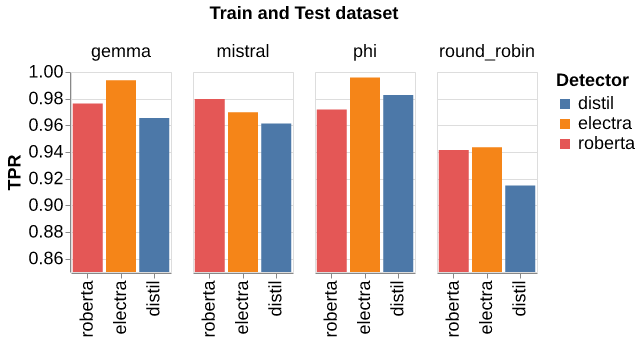 Train and Test dataset
gemma mistral phi round_robin
TPR
1.00
0.98
0.96
0.94
0.92
0.90
0.88
0.86
roberta electra distil roberta electra distil roberta electra distil roberta electra distil
Detector
distil
electra
roberta